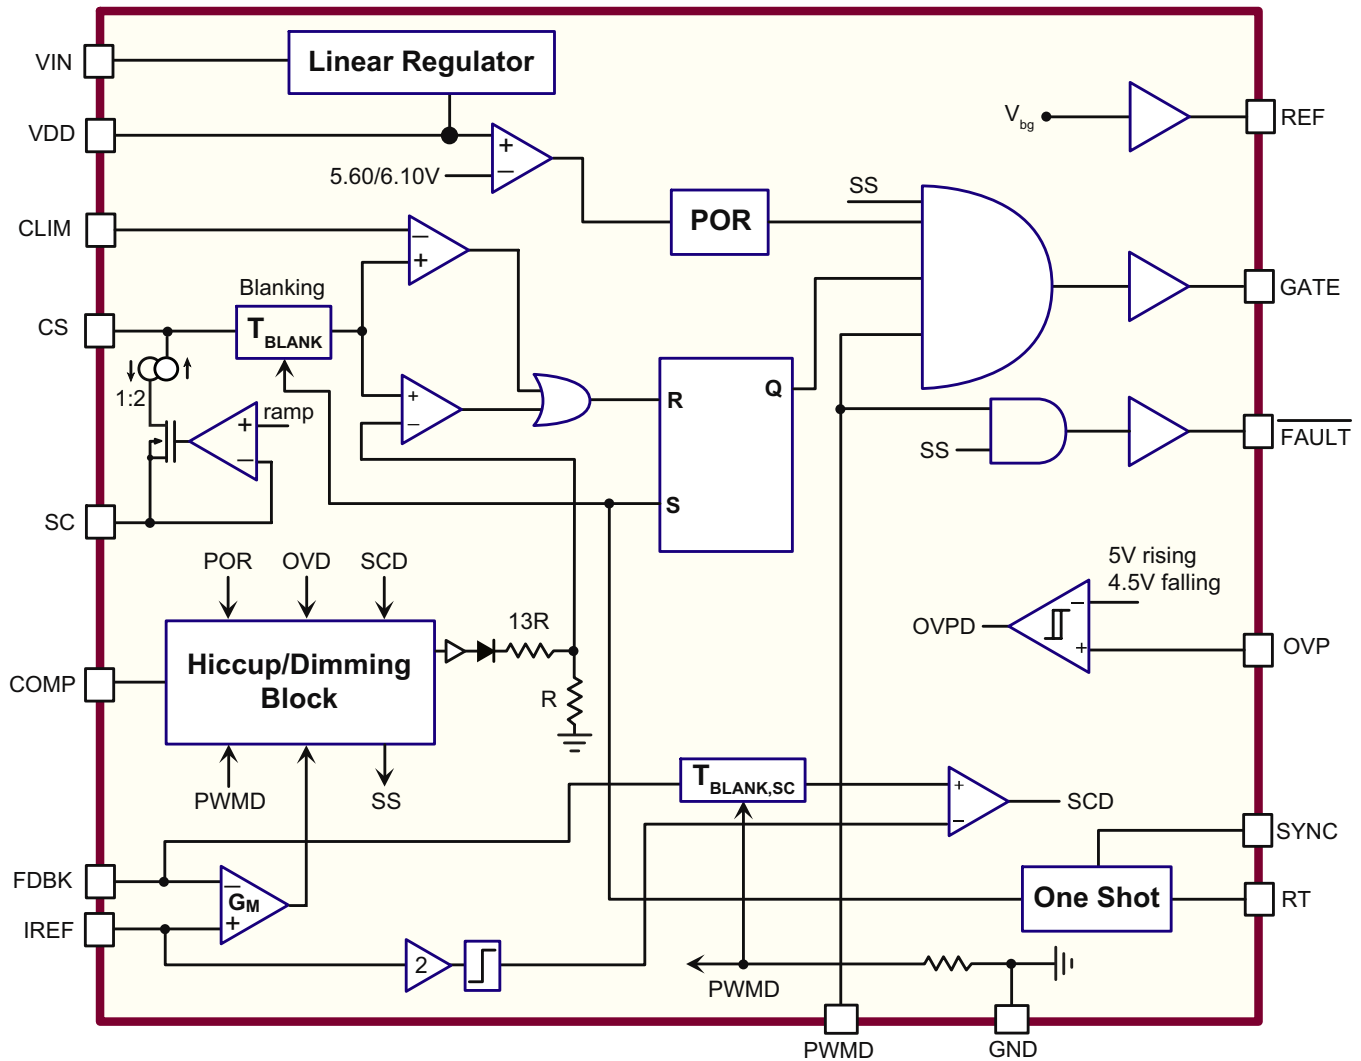 VIN
Linear Regulator
VDD
5.60/6.10V
+
−
V bg
REF
CLIM
−
+
POR
SS
GATE
Blanking
CS
T BLANK
1:2
ramp
+
−
+
−
R
Q
S
SS
FAULT
SC
POR
OVD
SCD
5V rising
4.5V falling
OVPD
−
+
OVP
13R
Hiccup/Dimming
Block
COMP
R
PWMD
SS
T BLANK,SC
+
−
SCD
SYNC
FDBK
−
GM
+
One Shot
RT
IREF
2
PWMD
PWMD
GND